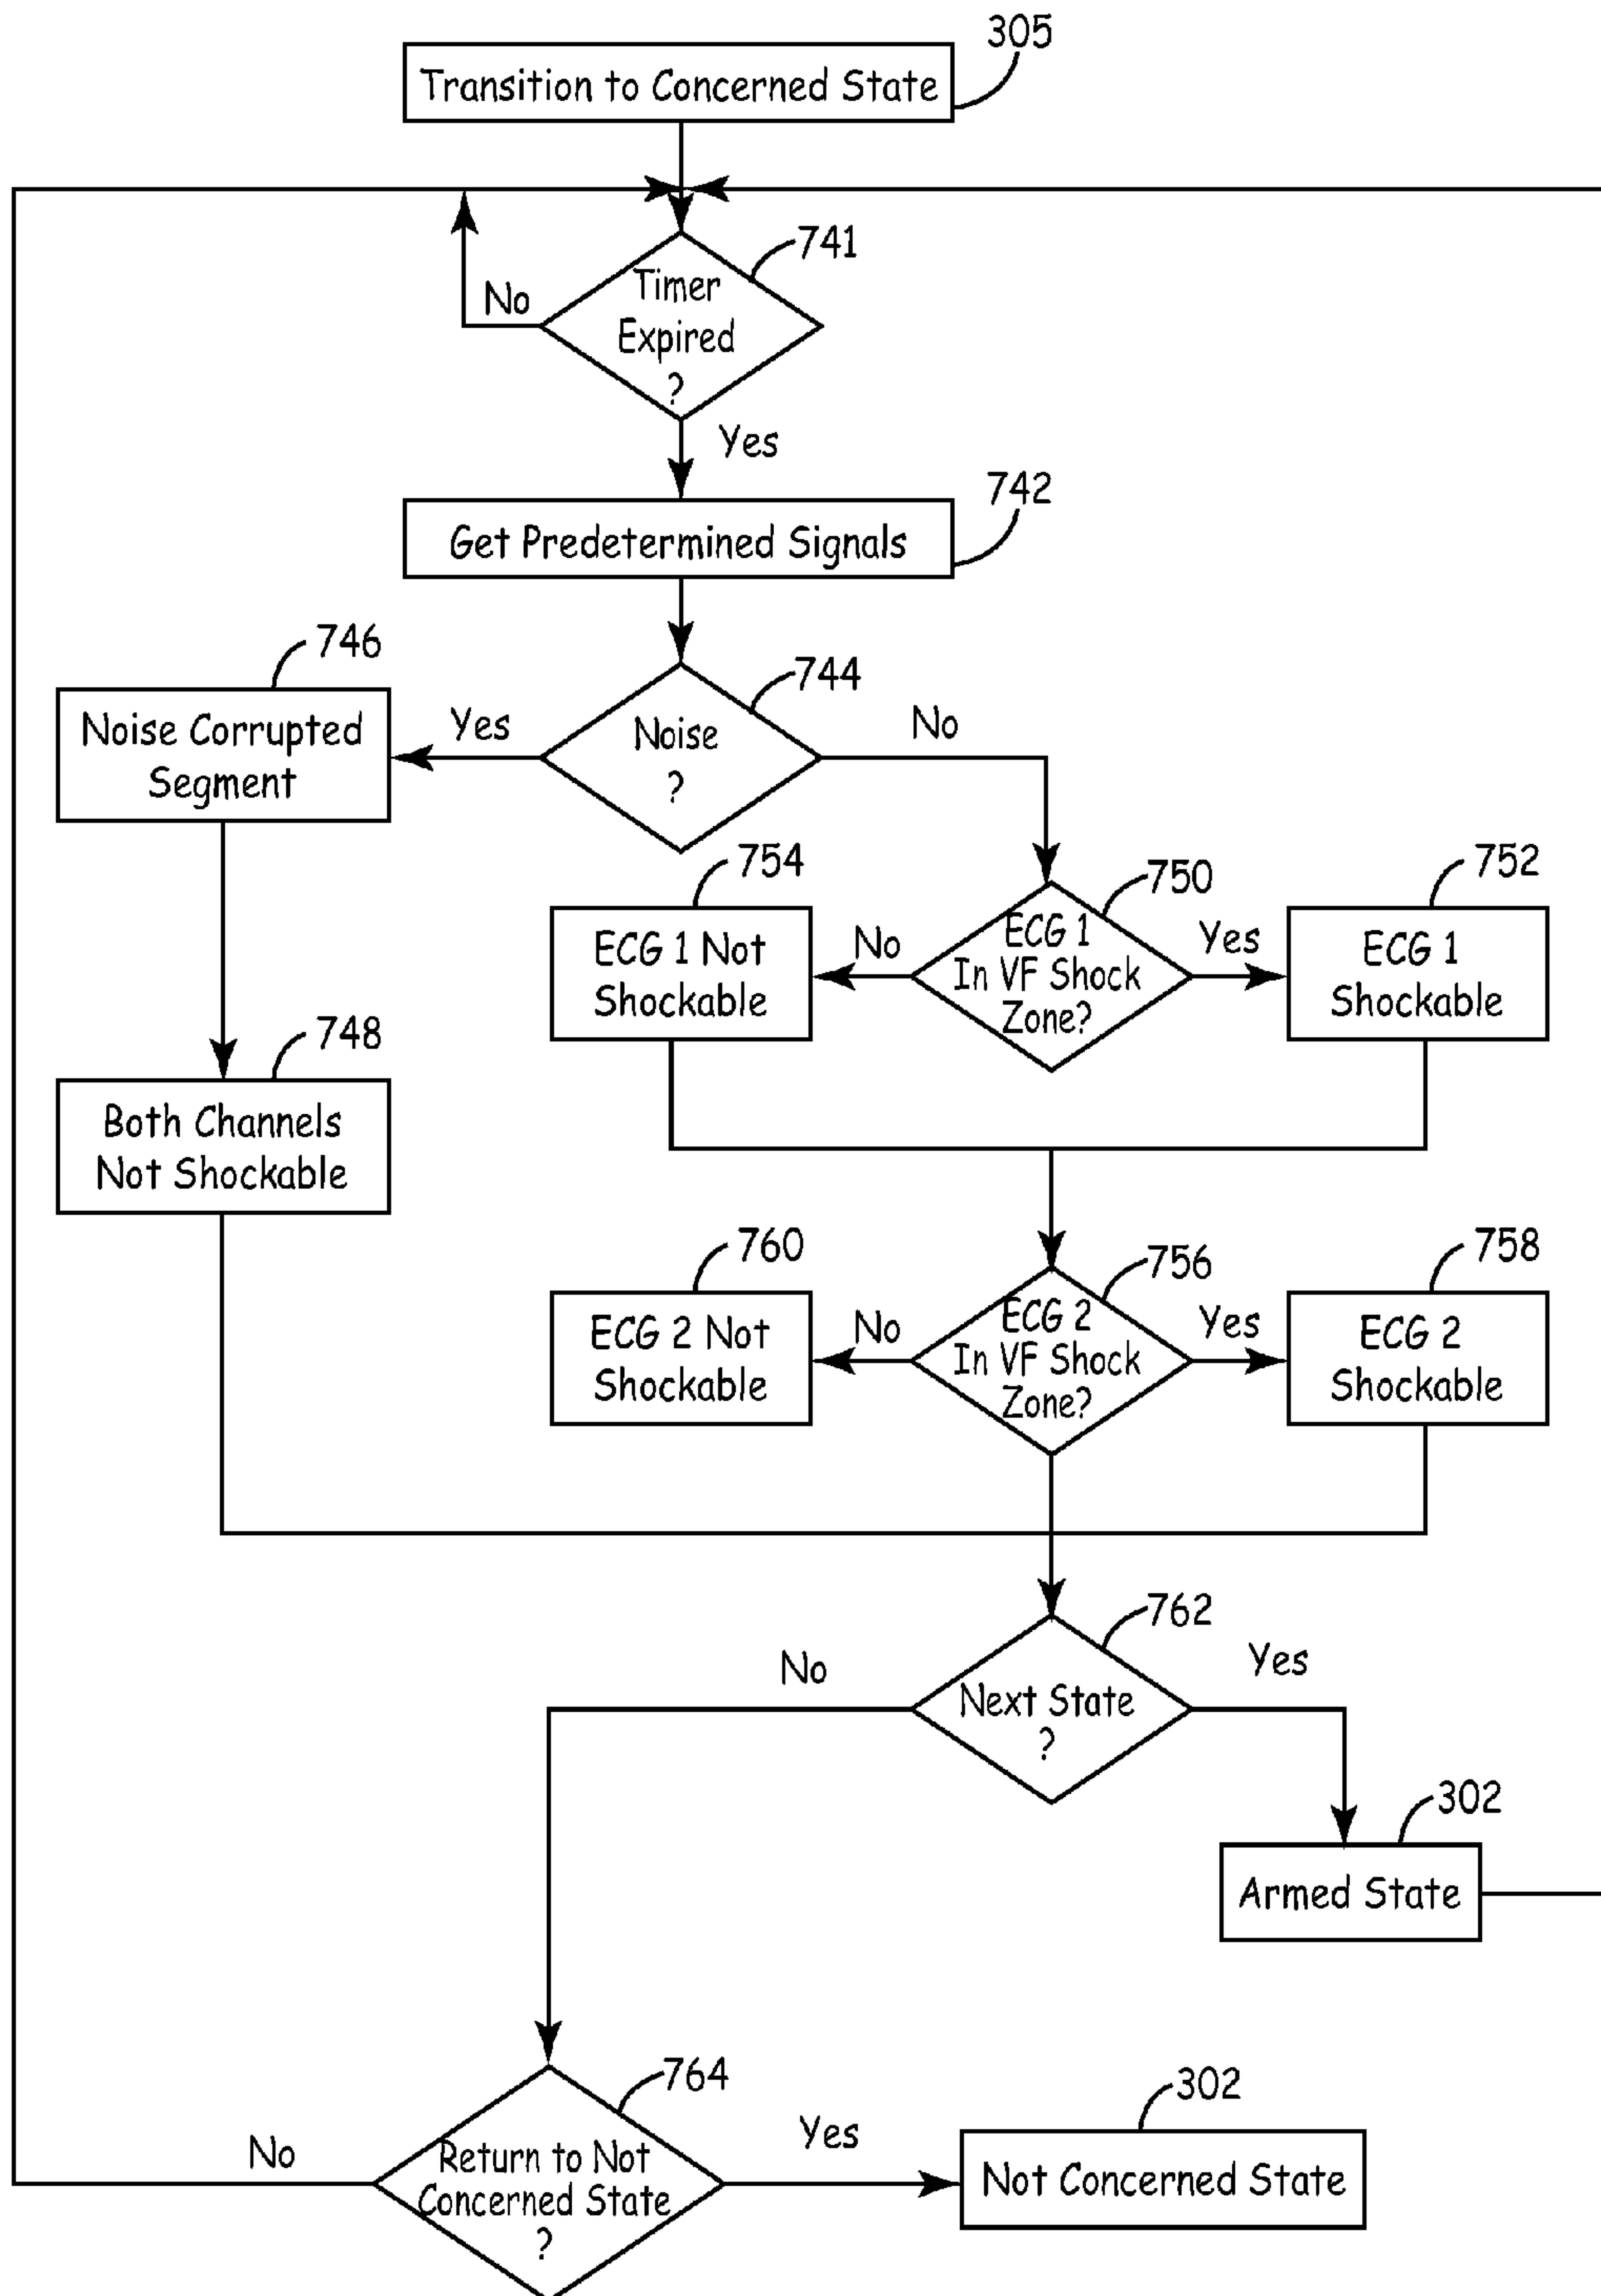 305
Transition to Concerned State
741
Timer
Expired
?
No
Yes
742
Get Predetermined Signals
746
744
Noise Corrupted
Segment
Yes
Noise
?
No
754
750
752
ECG 1 Not
Shockable
No
ECG 1
In VF Shock
Zone?
Yes
ECG 1
Shockable
748
Both Channels
Not Shockable
760
756
758
ECG 2 Not
Shockable
No
ECG 2
In VF Shock
Zone?
Yes
ECG 2
Shockable
762
No
Next State
?
Yes
302
Armed State
764
302
No
Return to Not
Concerned State
?
Yes
Not Concerned State